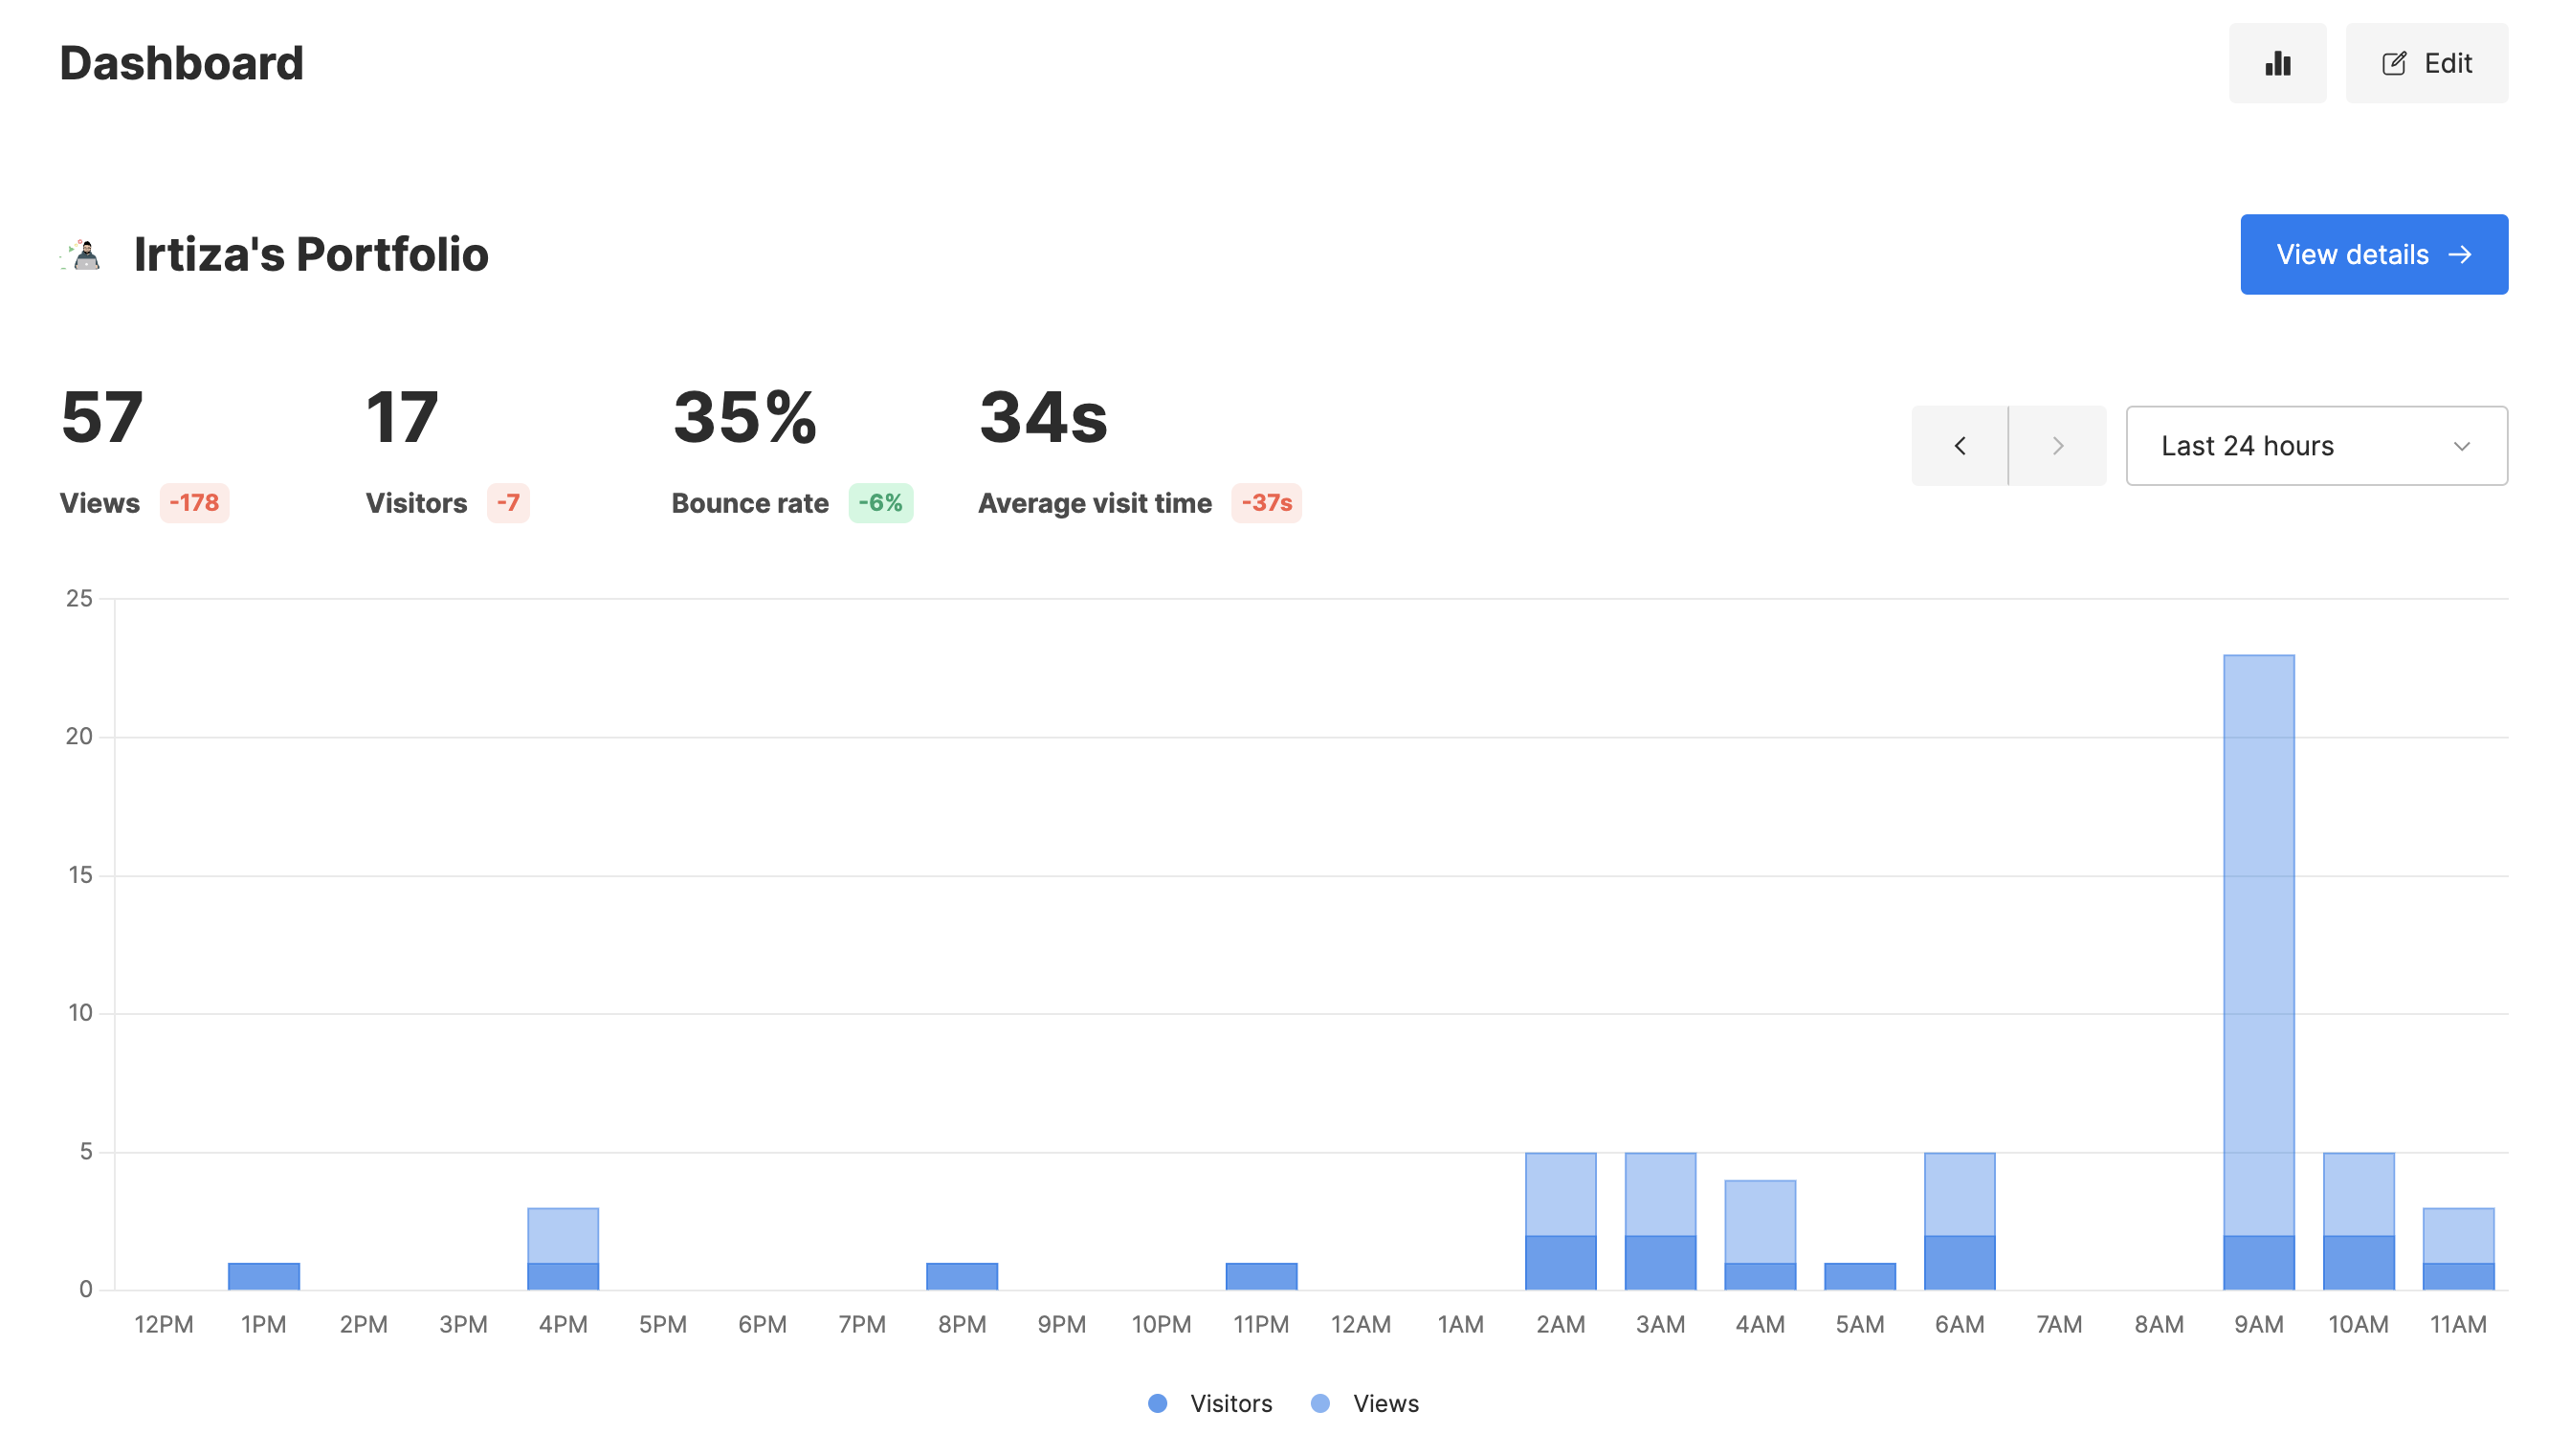 Dashboard
Edit
Irtiza's Portfolio
View details
57
17
35%
34s
Views -178
Visitors -7
Bounce rate -6%
Average visit time -37s
Last 24 hours
25
20
15
10
5
0
12PM 1PM 2PM 3PM 4PM 5PM 6PM 7PM 8PM 9PM 10PM 11PM 12AM 1AM 2AM 3AM 4AM 5AM 6AM 7AM 8AM 9AM 10AM 11AM
Visitors Views